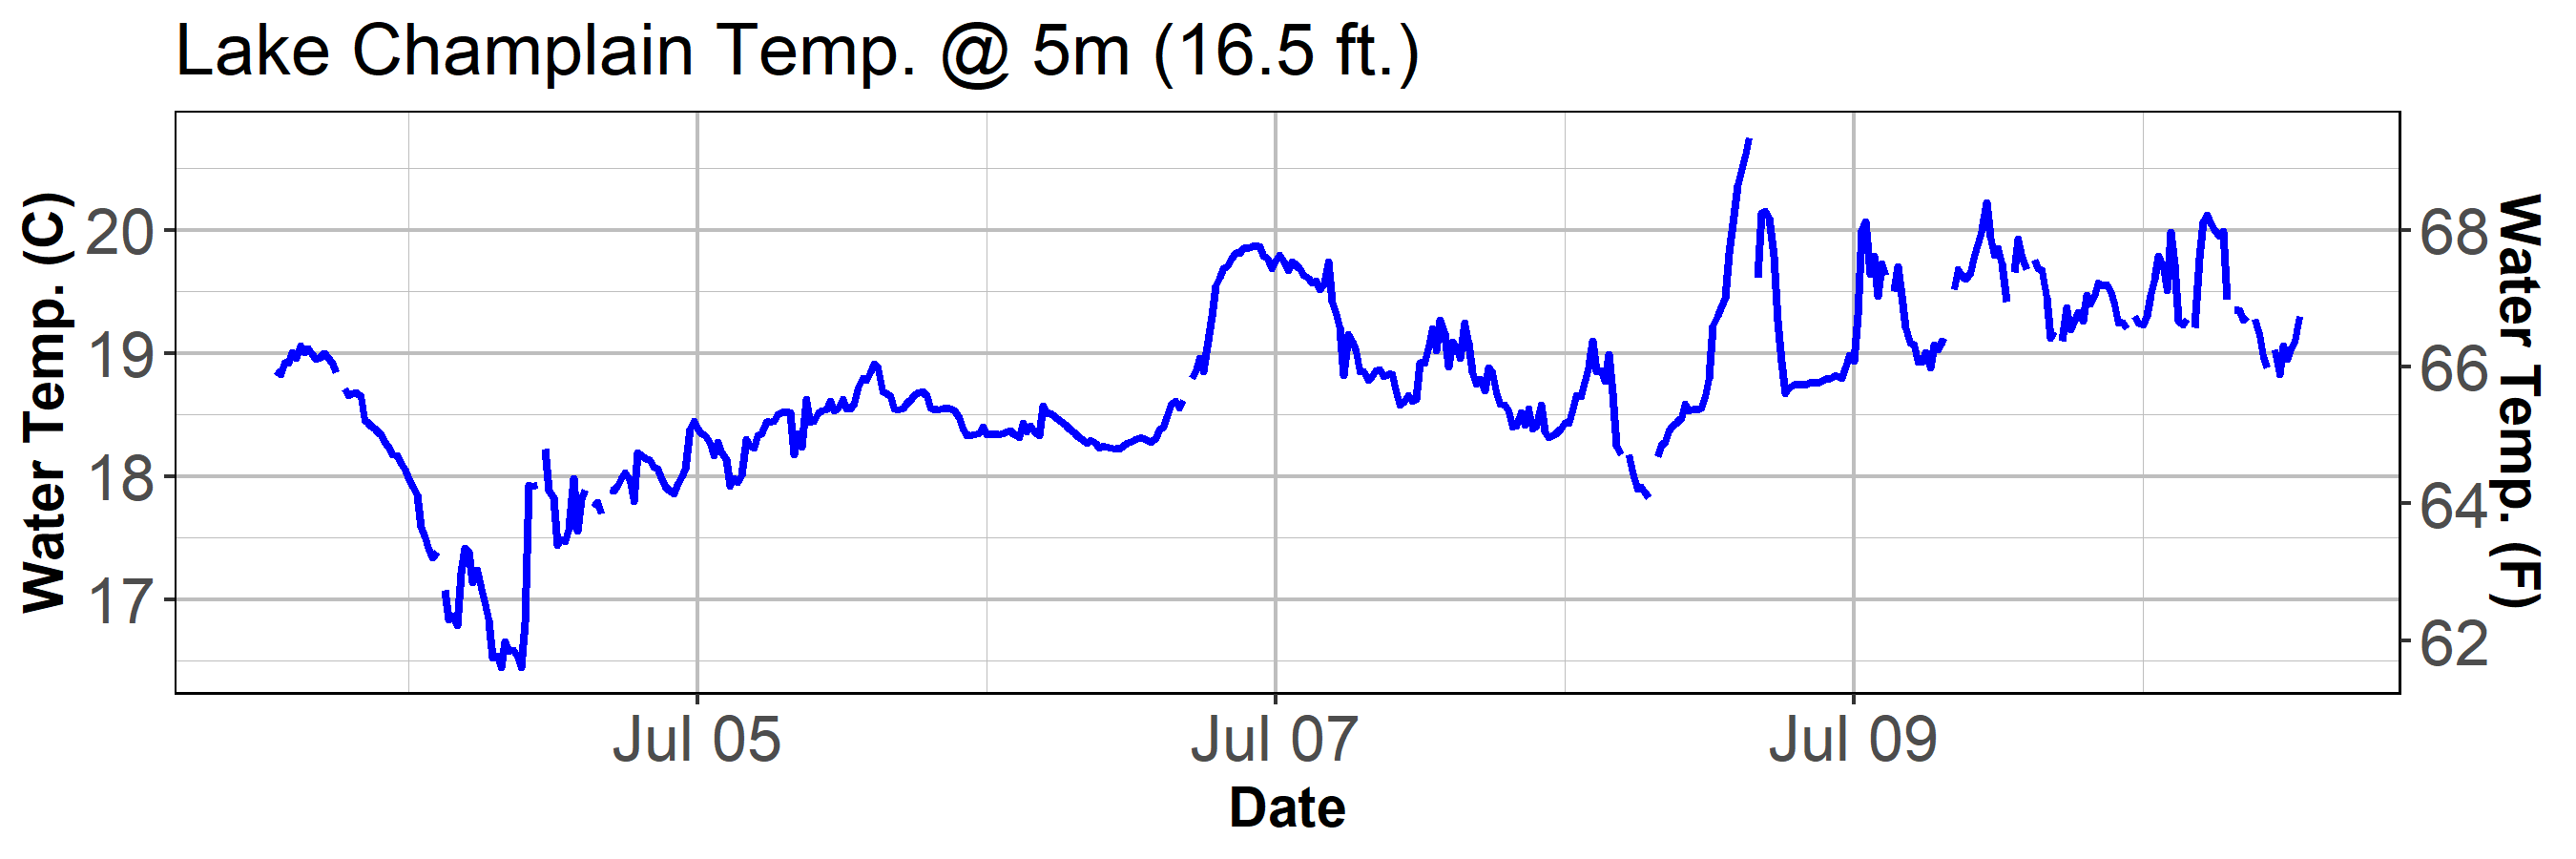 Lake Champlain Temp. @ 5m (16.5 ft.)
Water Temp. (C)
20
19
18
17
68
66
64
62
Water Temp. (F)
Jul 05
Jul 07
Jul 09
Date